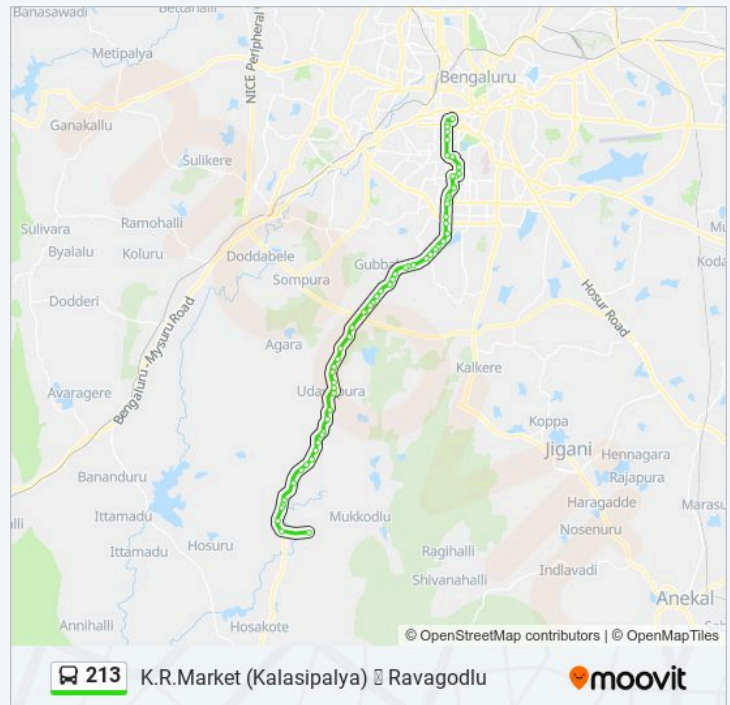 Banasawadi
Bettahalli
Metipalya
NICE Peripheral
Bengaluru
Ganakallu
Sulikere
Sulivara
Ramohalli
Byalalu
Koluru
Doddabele
Gubba
Koda
Sompura
Dodderi
Bengaluru - Mysuru Road
Hosur Road
Agara
Kalkere
Avaragere
Udayapura
Koppa
Jigani
Hennagara
Bananduru
Rajapura
Haragadde
Marasu
Ittamadu
Mukkodlu
Nosenuru
Hosuru
Ittamadu
Ragihalli
Indlavadi
Shivanahalli
Anekal
Annihalli
Hosakote
© OpenStreetMap contributors | © OpenMapTiles
213 K.R.Market (Kalasipalya) Ravagodlu
moovit